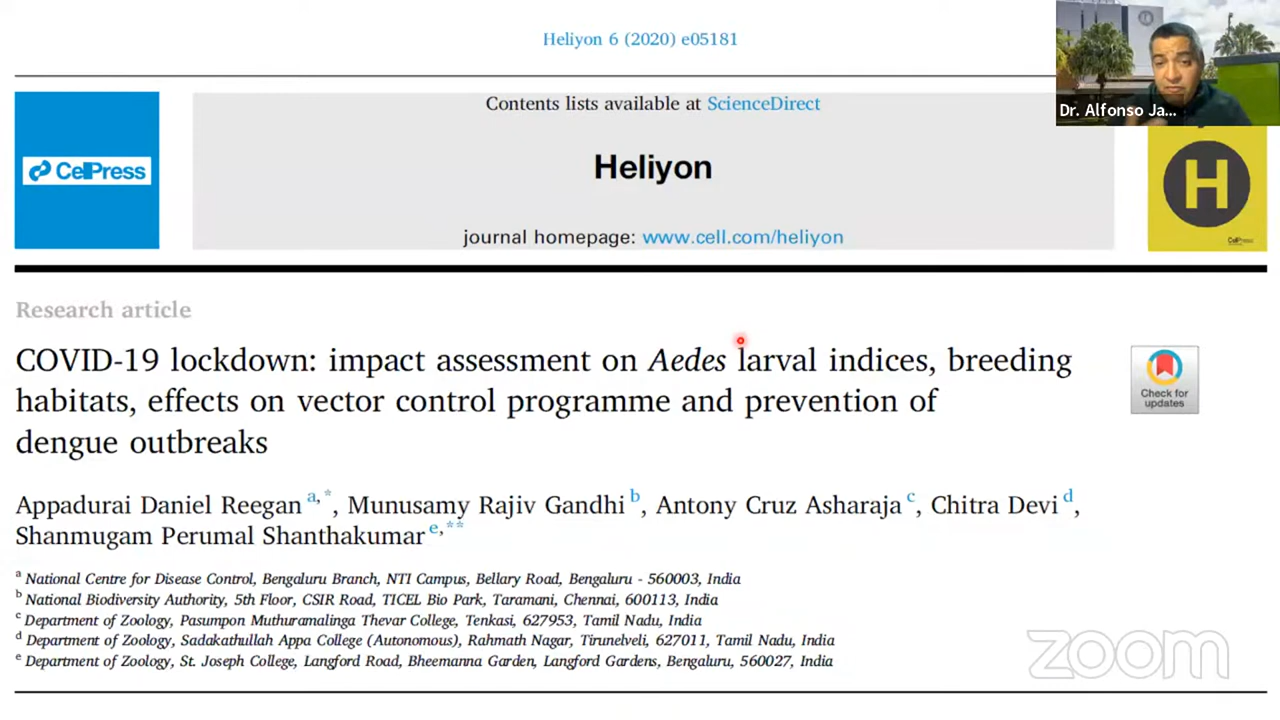 Heliyon 6 (2020) e05181
Contents lists available at ScienceDirect
Dr. Alfonso Ja...
CellPress
Heliyon
H
CellPress
journal homepage: www.cell.com/heliyon
Research article
COVID-19 lockdown: impact assessment on Aedes larval indices, breeding
habitats, effects on vector control programme and prevention of
dengue outbreaks
Check for
updates
Appadurai Daniel Reegan a,*, Munusamy Rajiv Gandhi b, Antony Cruz Asharaja c, Chitra Devi d,
Shanmugam Perumal Shanthakumar e,**
a National Centre for Disease Control, Bengaluru Branch, NTI Campus, Bellary Road, Bengaluru - 560003, India
b National Biodiversity Authority, 5th Floor, CSIR Road, TICEL Bio Park, Taramani, Chennai, 600113, India
c Department of Zoology, Pasumpon Muthuramalinga Thevar College, Tenkasi, 627953, Tamil Nadu, India
d Department of Zoology, Sadakathullah Appa College (Autonomous), Rahmath Nagar, Tirunelveli, 627011, Tamil Nadu, India
e Department of Zoology, St. Joseph College, Langford Road, Bheemanna Garden, Langford Gardens, Bengaluru, 560027, India
zoom